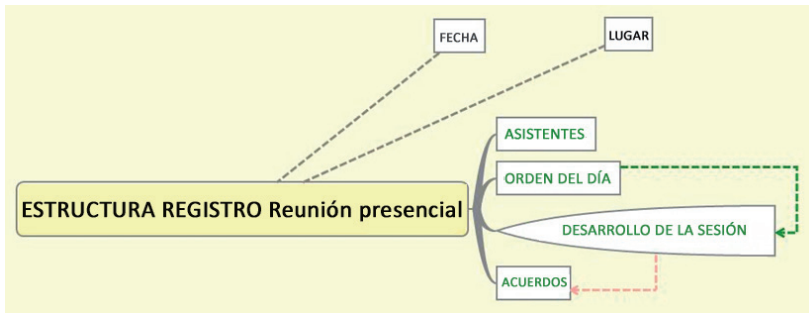 FECHA
LUGAR
ASISTENTES
ORDEN DEL DÍA
ESTRUCTURA REGISTRO Reunión presencial
DESARROLLO DE LA SESIÓN
ACUERDOS